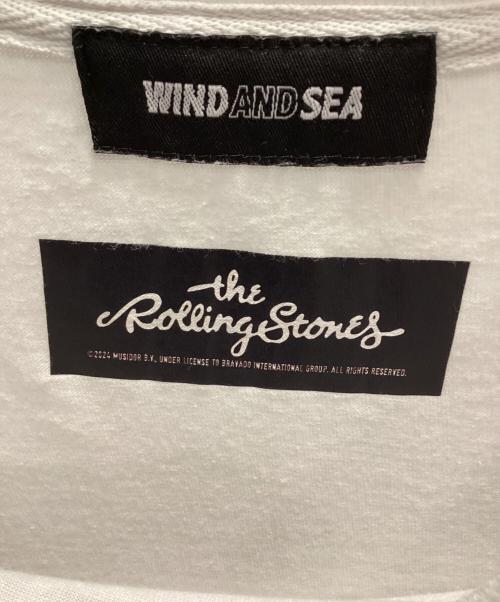 WIND AND SEA
the
Rolling Stones
©2024 MUSIDOR B.V., UNDER LICENSE TO BRAVADO INTERNATIONAL GROUP. ALL RIGHTS RESERVED.